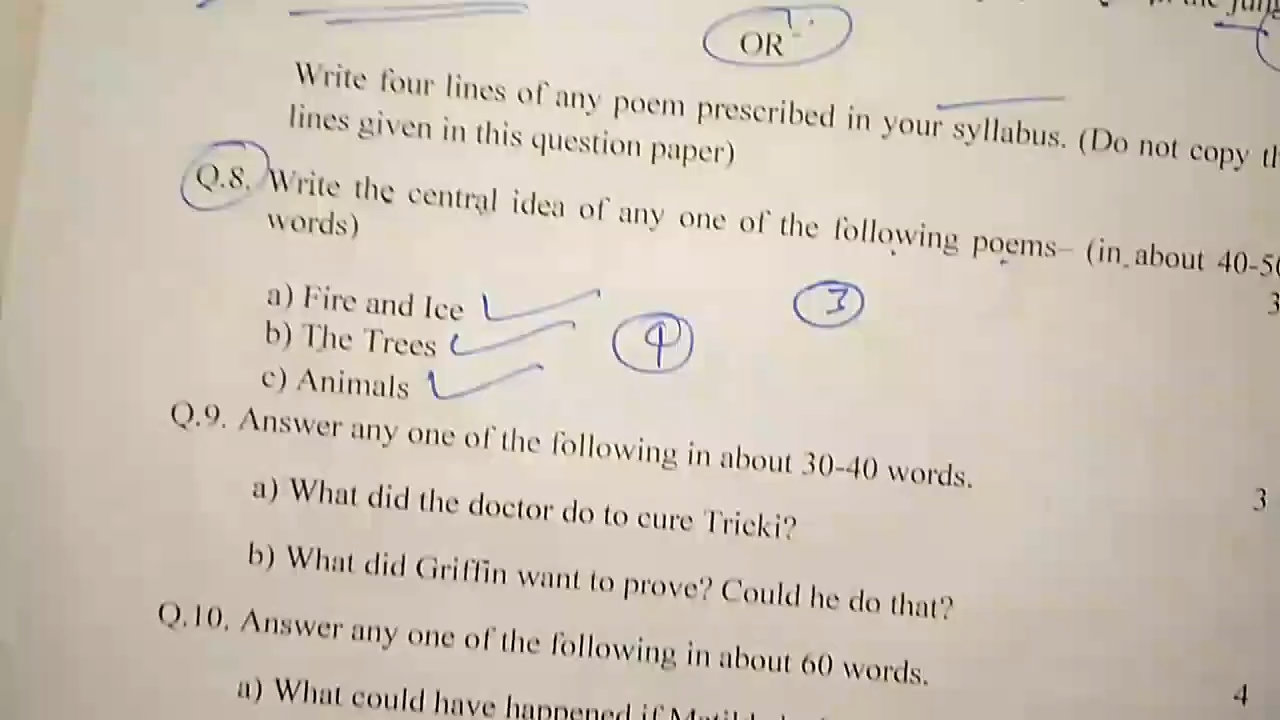 the jung
OR
Write four lines of any poem prescribed in your syllabus. (Do not copy th
lines given in this question paper)
Q.8. Write the central idea of any one of the following poems– (in about 40-50
words)
3
a) Fire and Ice
3
b) The Trees
4
c) Animals
Q.9. Answer any one of the following in about 30-40 words.
3
a) What did the doctor do to cure Tricki?
b) What did Griffin want to prove? Could he do that?
Q.10. Answer any one of the following in about 60 words.
4
a) What could have happened if